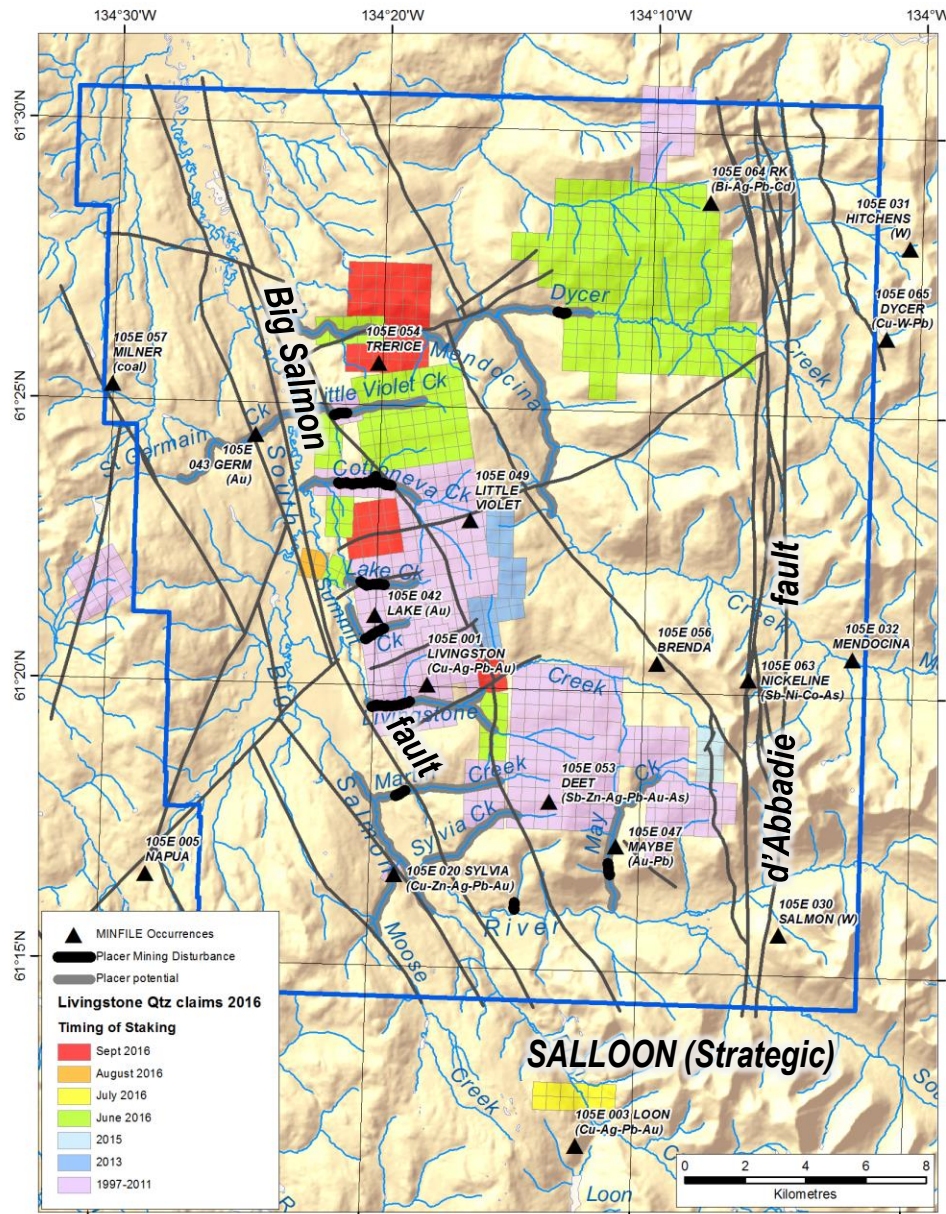 134°30'W
134°20'W
134°10'W
134°
61°30'N
61°25'N
61°20'N
61°15'N
105E 064 RK
(Bi-Ag-Pb-Cd)
105E 031
HITCHENS
(W)
105E 065
DYCER
(Cu-W-Pb)
Dycer
Creek
Big Salmon
fault
105E 054
TRERICE
Mendocina
105E 057
MILNER
(coal)
Little Violet Ck
St Germain
Ck
105E
043 GERM
(Au)
South
Cottoneva Ck
105E 049
LITTLE
VIOLET
Lake Ck
105E 042
LAKE (Au)
Summit
Ck
105E 001
LIVINGSTON
(Cu-Ag-Pb-Au)
105E 056
BRENDA
Creek
105E 032
MENDOCINA
105E 063
NICKELINE
(Sb-Ni-Co-As)
d'Abbadie fault
Big
Livingstone
Creek
Creek
105E 053
DEET
(Sb-Zn-Ag-Pb-Au-As)
Sylvia Ck
May
Ck
105E 047
MAYBE
(Au-Pb)
Salmon
105E 005
NAPUA
105E 020 SYLVIA
(Cu-Zn-Ag-Pb-Au)
River
105E 030
SALMON (W)
Moose
Creek
SALLOON (Strategic)
105E 003 LOON
(Cu-Ag-Pb-Au)
Loon
MINFILE Occurrences
Placer Mining Disturbance
Placer potential
Livingstone Qtz claims 2016
Timing of Staking
Sept 2016
August 2016
July 2016
June 2016
2015
2013
1997-2011
R
0 2 4 6 8
Kilometres